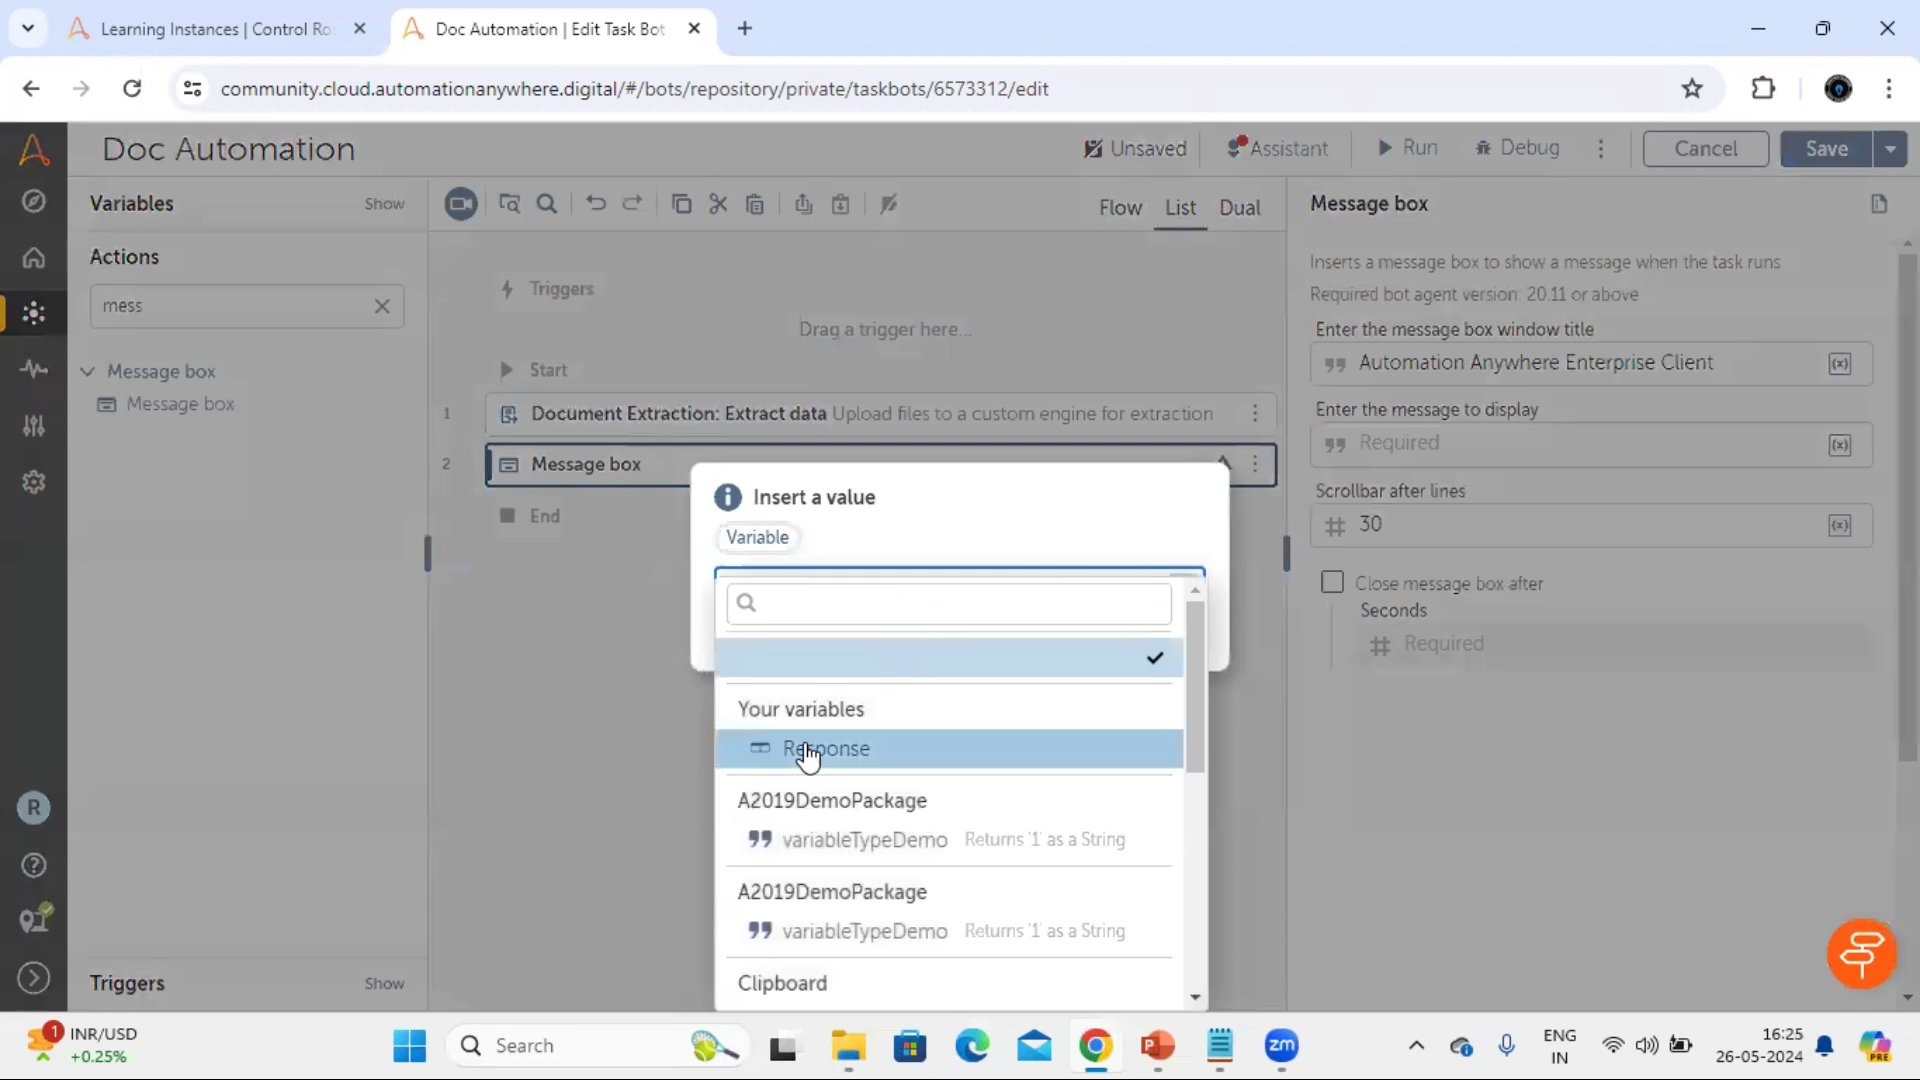 Learning Instances | Control Ro
Doc Automation | Edit Task Bot
community.cloud.automationanywhere.digital/#/bots/repository/private/taskbots/6573312/edit
Doc Automation
Unsaved
Assistant
Run
Debug
Cancel
Save
Variables
Show
Actions
mess
Message box
Message box
Triggers
Show
Flow
List
Dual
Triggers
Drag a trigger here...
Start
1
Document Extraction: Extract data Upload files to a custom engine for extraction
2
Message box
End
Insert a value
Variable
Your variables
Response
A2019DemoPackage
variableTypeDemo Returns '1' as a String
A2019DemoPackage
variableTypeDemo Returns '1' as a String
Clipboard
Message box
Inserts a message box to show a message when the task runs
Required bot agent version: 20.11 or above
Enter the message box window title
Automation Anywhere Enterprise Client
(x)
Enter the message to display
Required
(x)
Scrollbar after lines
30
(x)
Close message box after
Seconds
Required
R
1
INR/USD
+0.25%
Search
zm
ENG
IN
16:25
26-05-2024
PRE